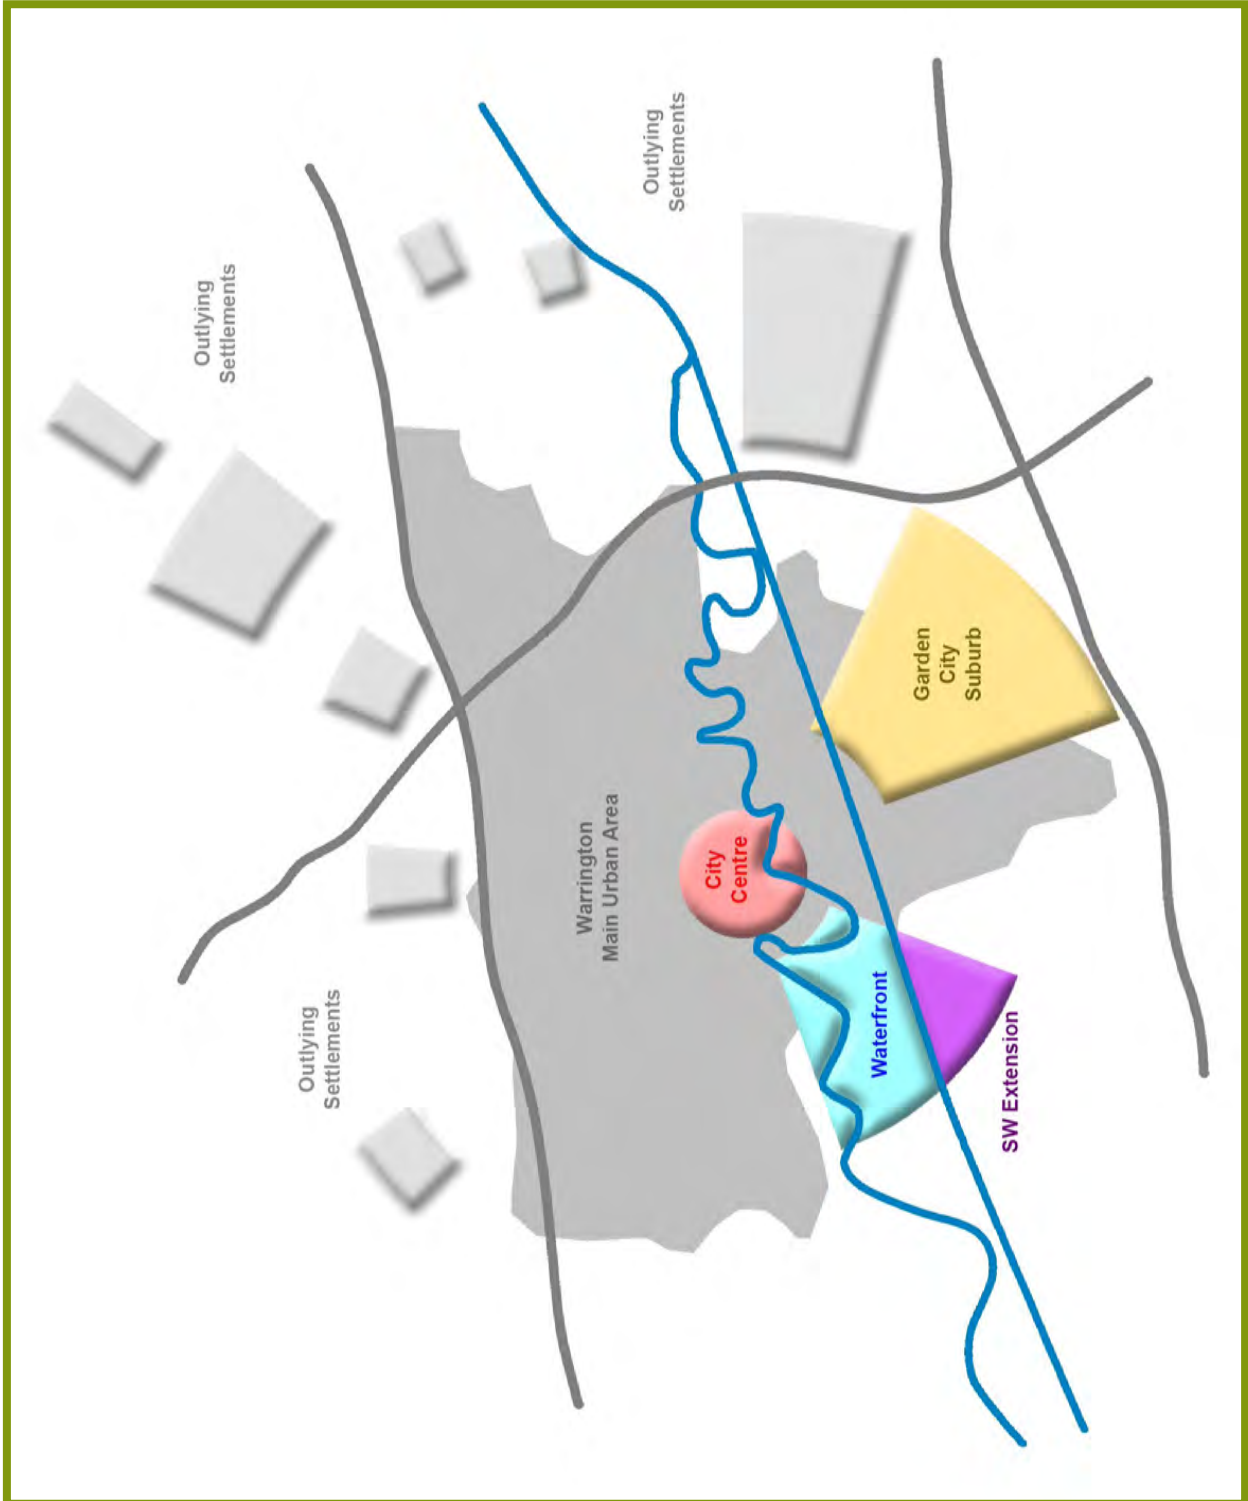 Outlying
Settlements
Outlying
Settlements
Outlying
Settlements
Warrington
Main Urban Area
City
Centre
Garden
City
Suburb
Waterfront
SW Extension